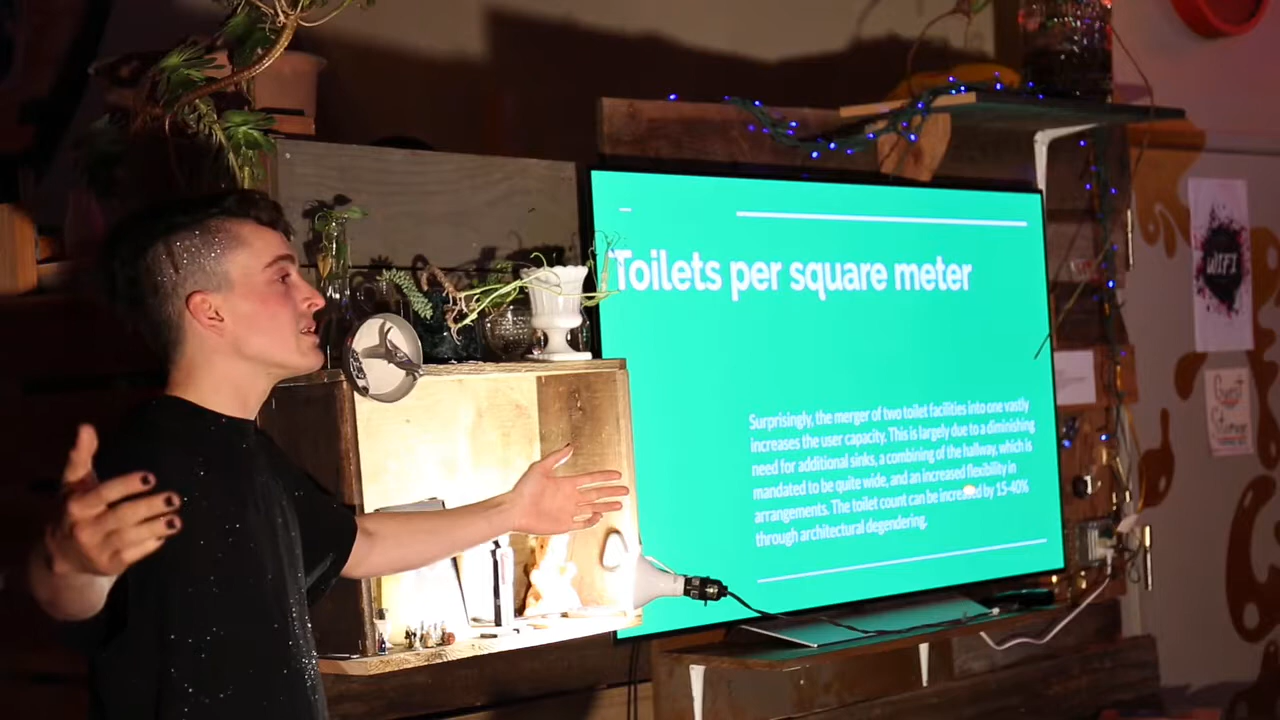 Toilets per square meter
Surprisingly, the merger of two toilet facilities into one vastly
increases the user capacity. This is largely due to a diminishing
need for additional sinks, a combining of the hallway, which is
mandated to be quite wide, and an increased flexibility in
arrangements. The toilet count can be increased by 15-40%
through architectural degendering.
WIFI
Guest